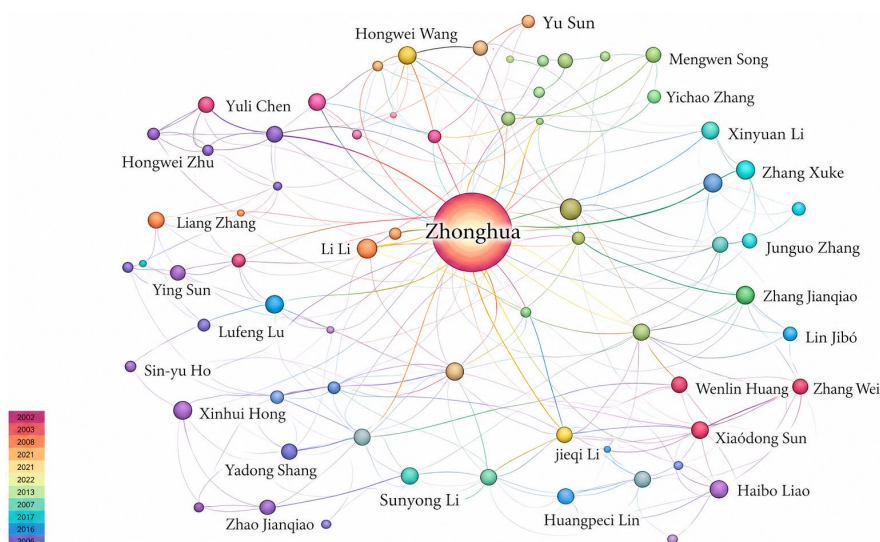 Yu Sun
Hongwei Wang
Mengwen Song
Yichao Zhang
Yuli Chen
Xinyuan Li
Hongwei Zhu
Zhang Xuke
Liang Zhang
Zhonghua
Li Li
Junguo Zhang
Ying Sun
Zhang Jianqiao
Lufeng Lu
Lin Jibó
Sin-yu Ho
Wenlin Huang
Zhang Wei
Xinhui Hong
Xiaódong Sun
jieqi Li
Yadong Shang
Haibo Liao
Sunyong Li
Huangpeci Lin
Zhao Jianqiao
2002
2003
2008
2021
2021
2022
2013
2007
2017
2016
2006